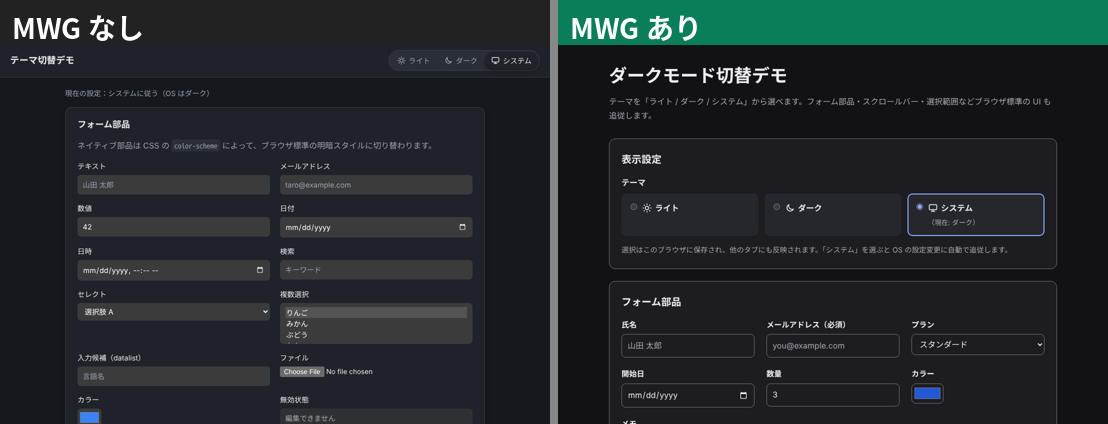 MWG なし
テーマ切替デモ
ライト
ダーク
システム
現在の設定：システムに従う（OS はダーク）
フォーム部品
ネイティブ部品は CSS の color-scheme によって、ブラウザ標準の明暗スタイルに切り替わります。
テキスト
メールアドレス
山田 太郎
taro@example.com
数値
日付
42
mm/dd/yyyy
日時
検索
mm/dd/yyyy, --:-- --
キーワード
セレクト
複数選択
選択肢 A
りんご
みかん
ぶどう
入力候補（datalist）
ファイル
言語名
Choose File No file chosen
カラー
無効状態
編集できません
MWG あり
ダークモード切替デモ
テーマを「ライト / ダーク / システム」から選べます。フォーム部品・スクロールバー・選択範囲などブラウザ標準の UI も
追従します。
表示設定
テーマ
ライト
ダーク
システム
（現在: ダーク）
選択はこのブラウザに保存され、他のタブにも反映されます。「システム」を選ぶと OS の設定変更に自動で追従します。
フォーム部品
氏名
メールアドレス（必須）
プラン
山田 太郎
you@example.com
スタンダード
開始日
数量
カラー
mm/dd/yyyy
3